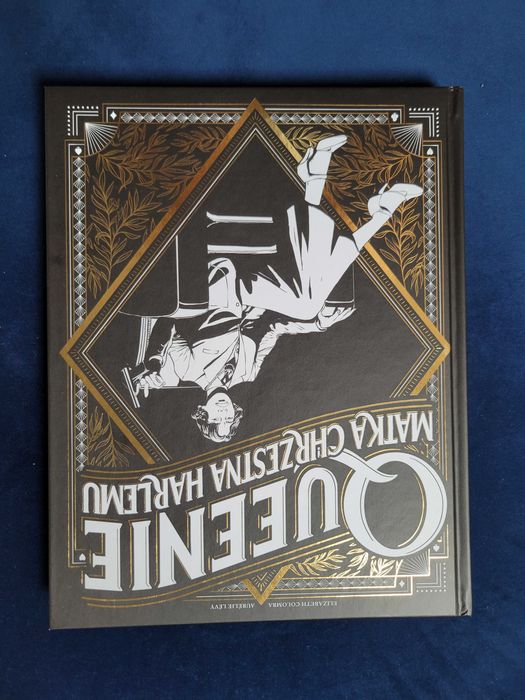 ELIZABETH COLOMBA AURÉLIE LÉVY
QUEENIE
MATKA CHRZESTNA HARLEMU